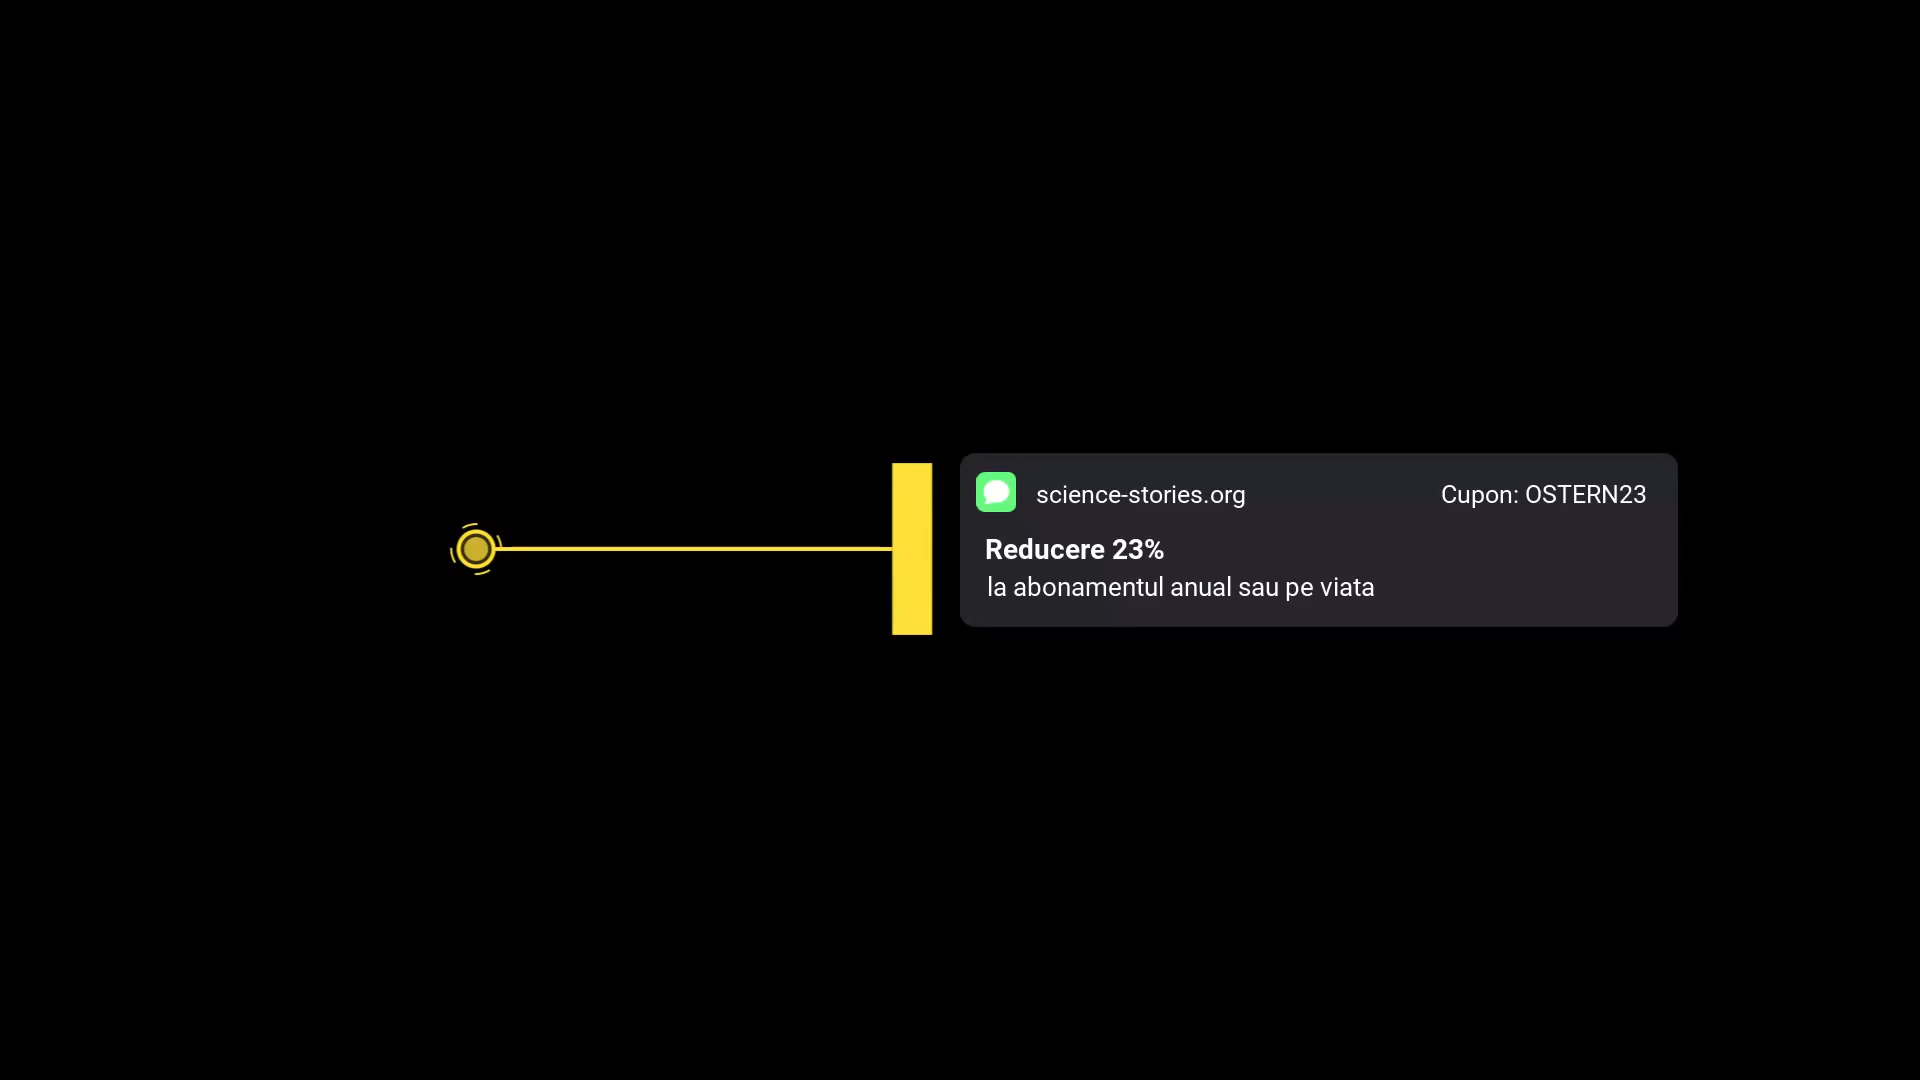 science-stories.org Cupon: OSTERN23
Reducere 23%
la abonamentul anual sau pe viata